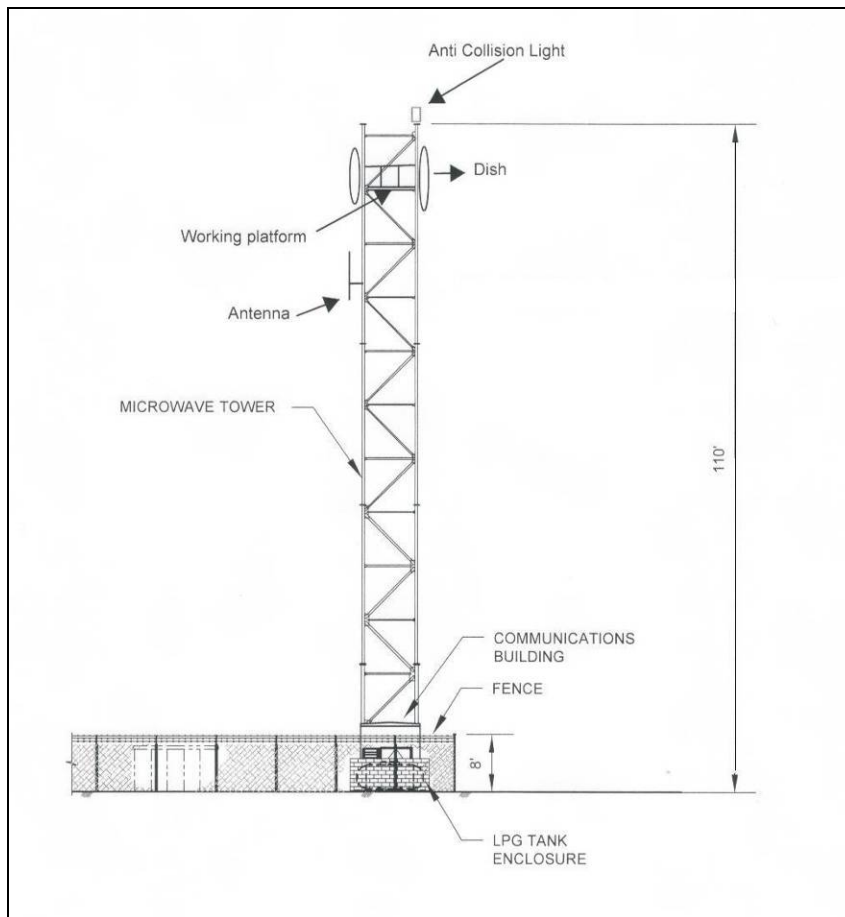 Anti Collision Light
Dish
Working platform
Antenna
MICROWAVE TOWER
110'
COMMUNICATIONS
BUILDING
FENCE
8'
LPG TANK
ENCLOSURE